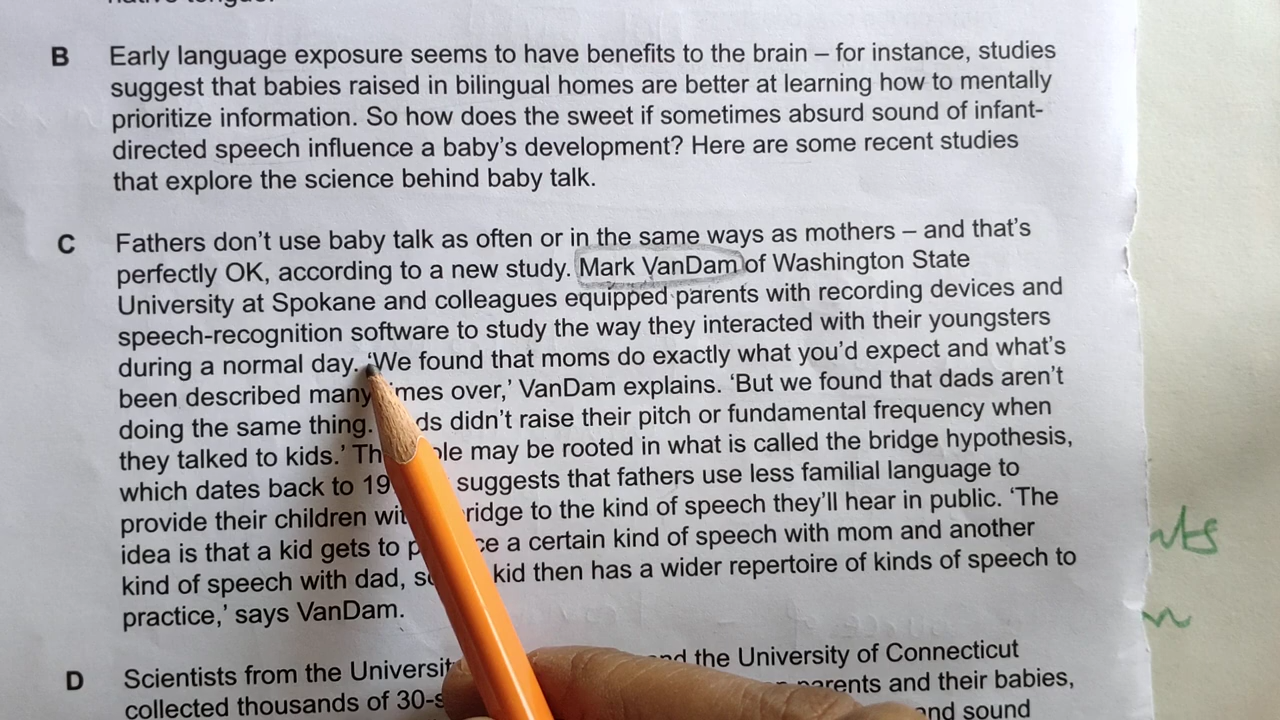 B Early language exposure seems to have benefits to the brain – for instance, studies
suggest that babies raised in bilingual homes are better at learning how to mentally
prioritize information. So how does the sweet if sometimes absurd sound of infant-
directed speech influence a baby's development? Here are some recent studies
that explore the science behind baby talk.
C Fathers don't use baby talk as often or in the same ways as mothers – and that's
perfectly OK, according to a new study. Mark VanDam of Washington State
University at Spokane and colleagues equipped parents with recording devices and
speech-recognition software to study the way they interacted with their youngsters
during a normal day. 'We found that moms do exactly what you'd expect and what's
been described many over,' VanDam explains. 'But we found that dads aren't
doing the same thing. didn't raise their pitch or fundamental frequency when
they talked to kids.' may be rooted in what is called the bridge hypothesis,
which dates back to suggests that fathers use less familial language to
provide their children to the kind of speech they'll hear in public. 'The
idea is that a kid gets to a certain kind of speech with mom and another
kind of speech with dad, kid then has a wider repertoire of kinds of speech to
practice,' says VanDam.
D Scientists from the and the University of Connecticut
collected thousands of parents and their babies,
and sound